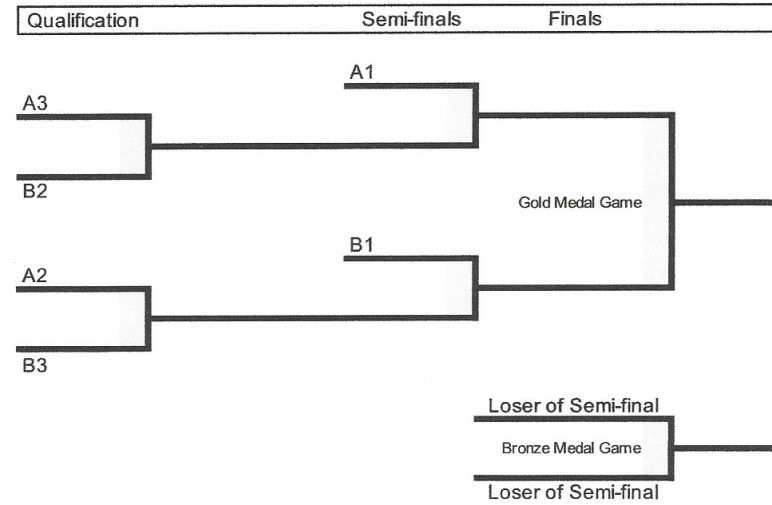 Qualification Semi-finals Finals
A1
A3
B2
Gold Medal Game
B1
A2
B3
Loser of Semi-final
Bronze Medal Game
Loser of Semi-final